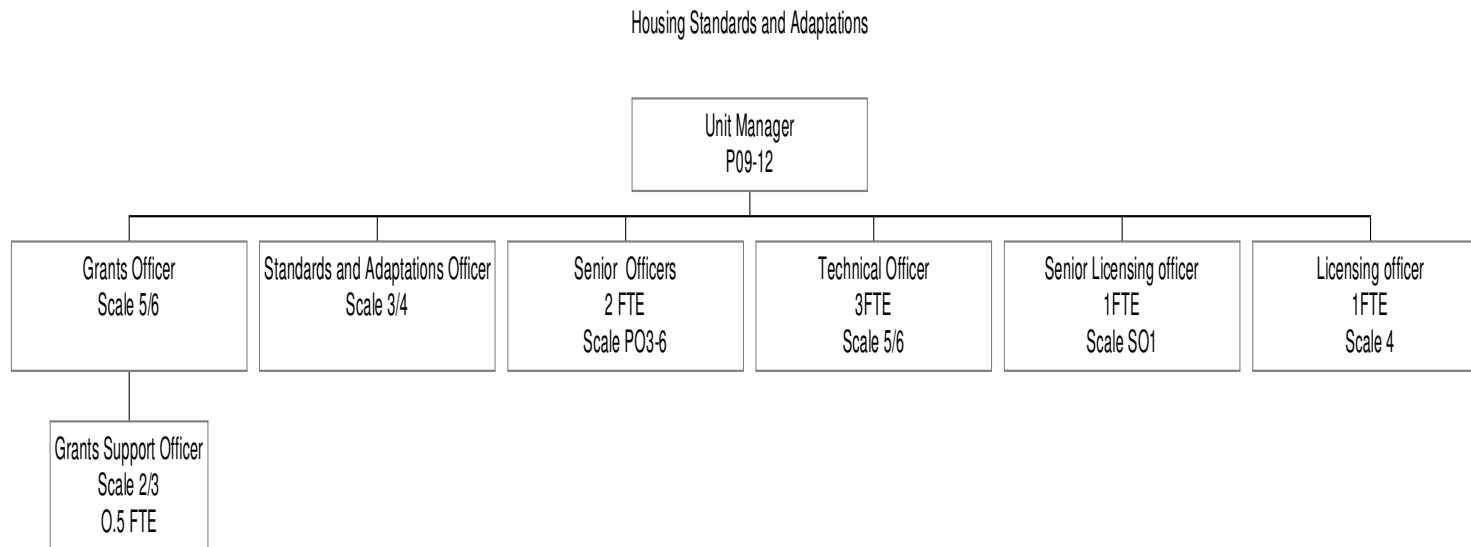 Housing Standards and Adaptations
Unit Manager
P09-12
Grants Officer
Scale 5/6
Standards and Adaptations Officer
Scale 3/4
Senior Officers
2 FTE
Scale PO3-6
Technical Officer
3FTE
Scale 5/6
Senior Licensing officer
1FTE
Scale SO1
Licensing officer
1FTE
Scale 4
Grants Support Officer
Scale 2/3
O.5 FTE